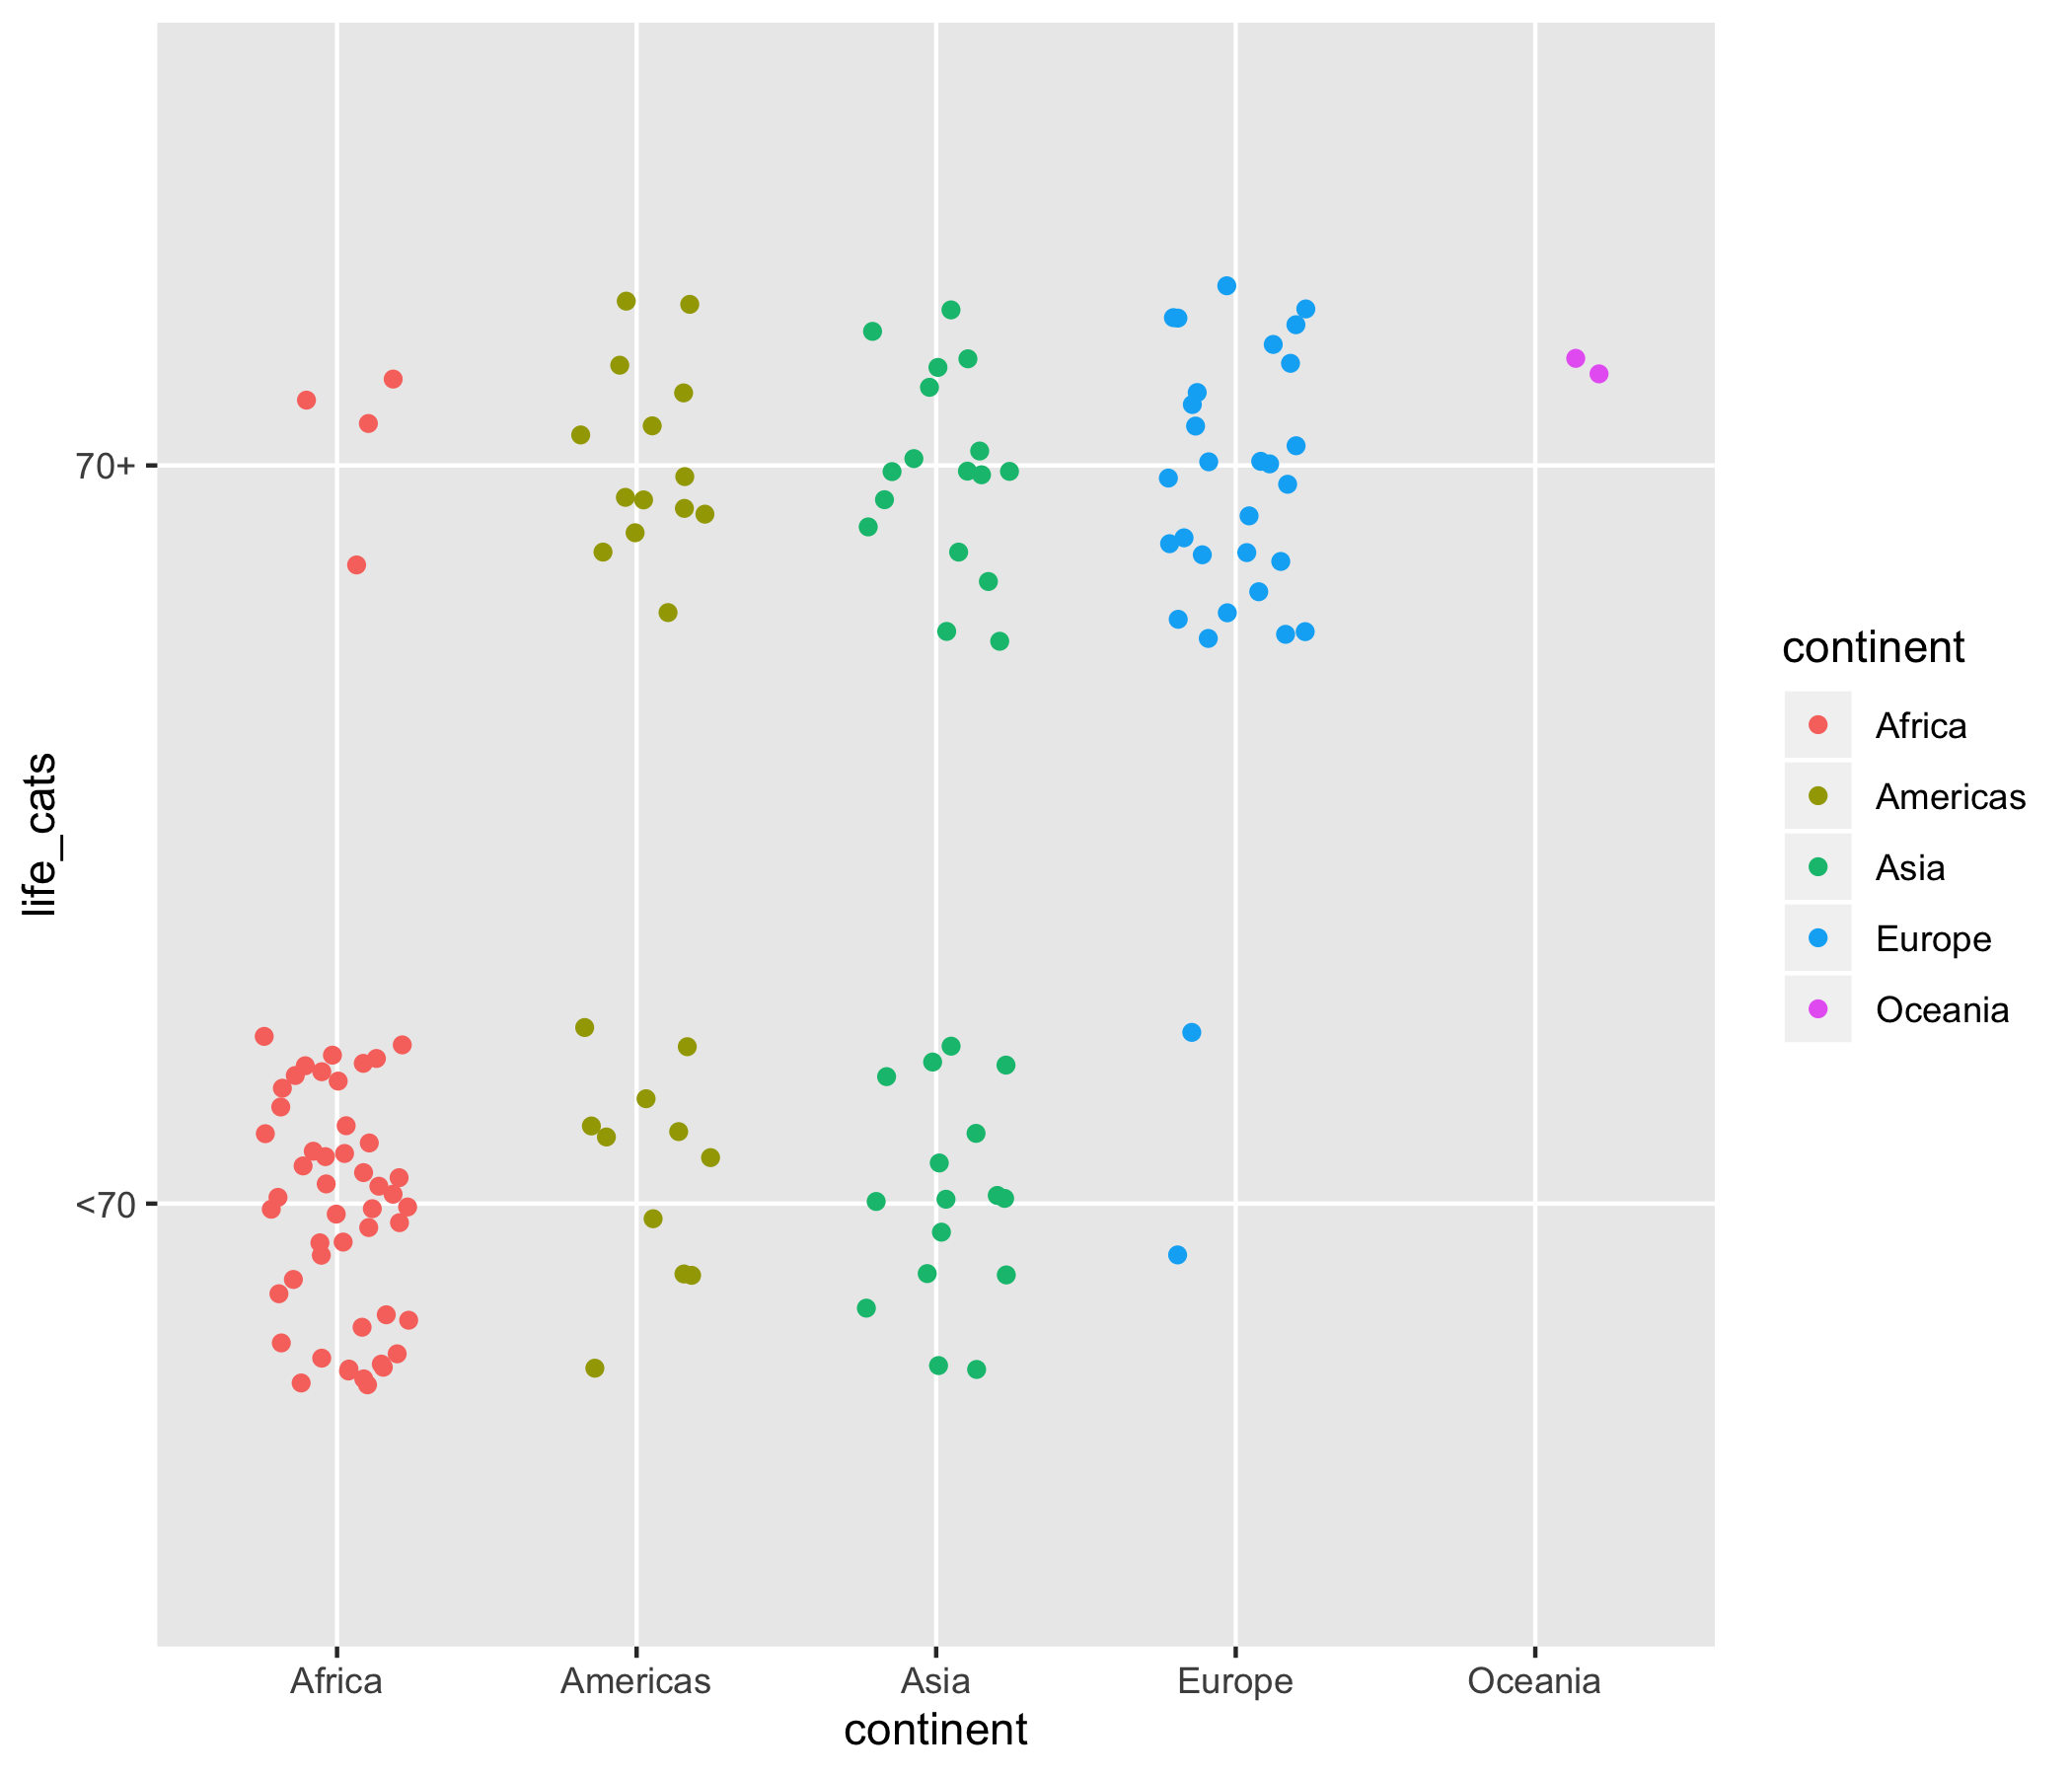 70+
<70
life_cats
Africa Americas Asia Europe Oceania
continent
continent
Africa
Americas
Asia
Europe
Oceania